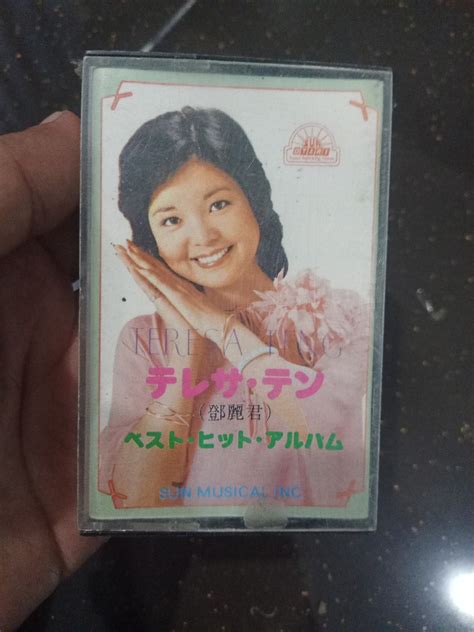 SUN
TERESA TENG
テレサ・テン
(鄧麗君)
ベスト・ヒット・アルバム
SUN MUSICAL INC